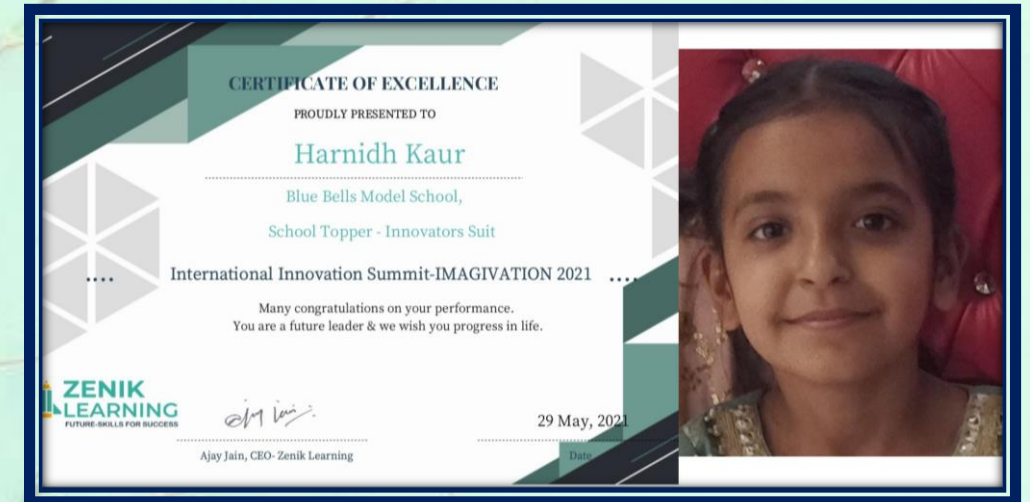 CERTIFICATE OF EXCELLENCE
PROUDLY PRESENTED TO
Harnidh Kaur
Blue Bells Model School,
School Topper - Innovators Suit
International Innovation Summit-IMAGIVATION 2021
Many congratulations on your performance.
You are a future leader & we wish you progress in life.
ZENIK
LEARNING
FUTURE-SKILLS FOR SUCCESS
29 May, 2021
Ajay Jain, CEO- Zenik Learning
Date